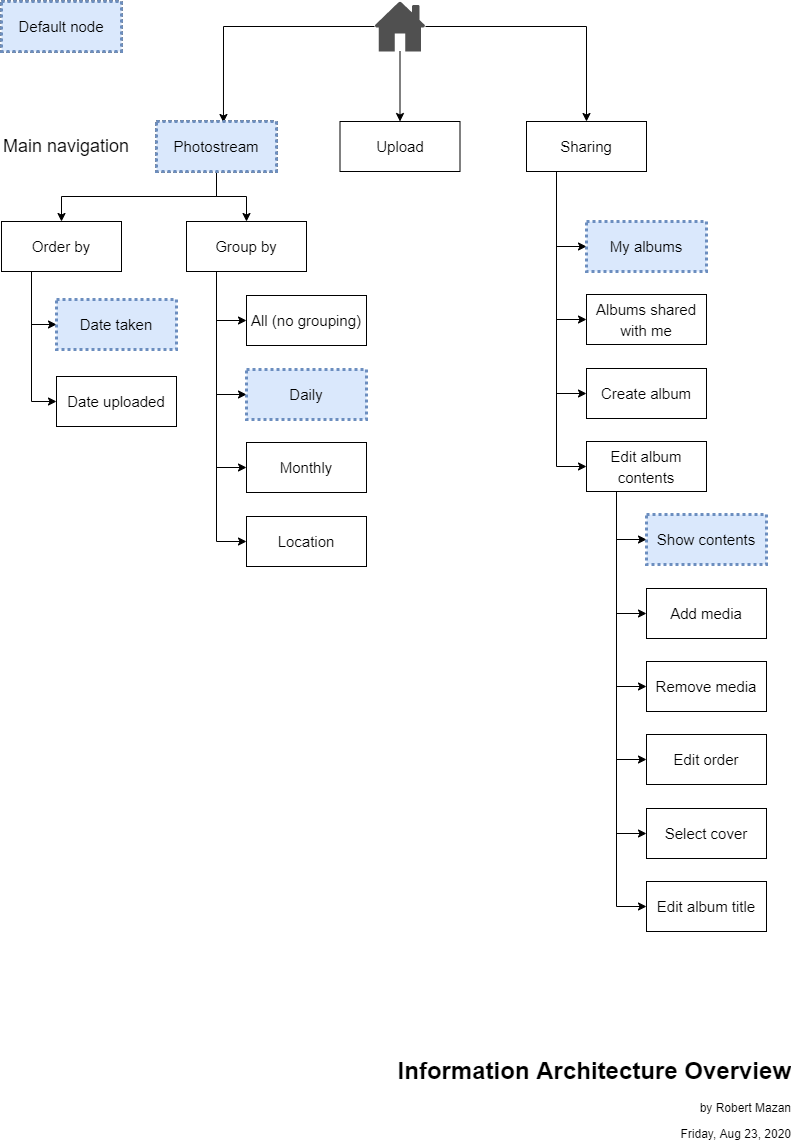 Default node
Main navigation
Photostream
Upload
Sharing
Order by
Group by
My albums
Date taken
All (no grouping)
Albums shared
with me
Date uploaded
Daily
Create album
Monthly
Edit album
contents
Location
Show contents
Add media
Remove media
Edit order
Select cover
Edit album title
Information Architecture Overview
by Robert Mazan
Friday, Aug 23, 2020